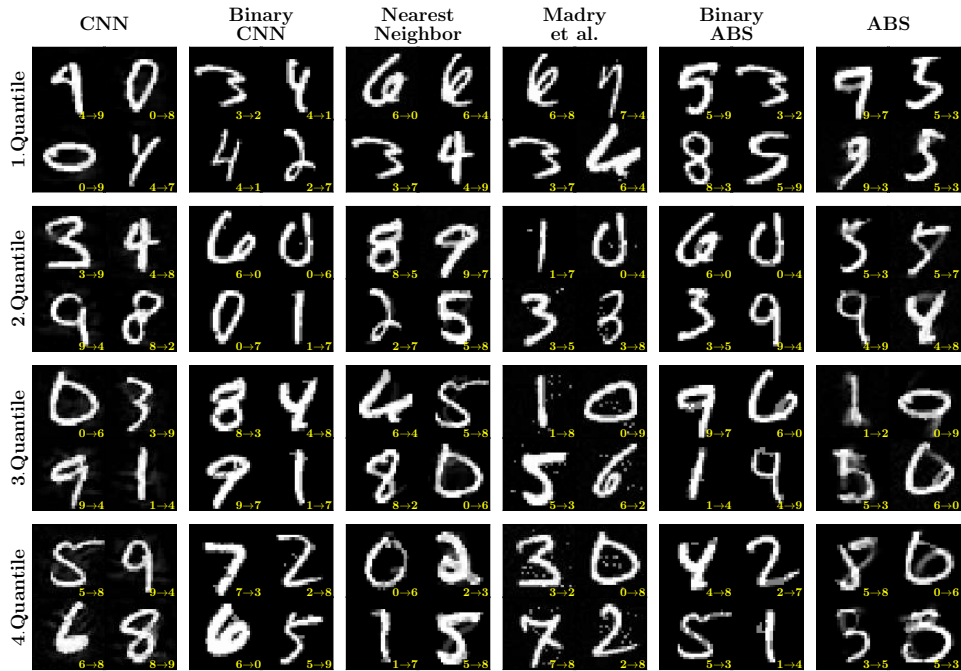 CNN Binary CNN Nearest Neighbor Madry et al. Binary ABS ABS
1.Quantile
4→9 0→8 3→2 4→1 6→0 6→4 6→8 7→4 5→9 3→2 9→7 5→3
0→9 4→7 4→1 2→7 3→7 4→9 3→7 6→4 8→3 5→9 9→3 5→3
2.Quantile
3→9 4→8 6→0 0→6 8→5 9→7 1→7 0→4 6→0 0→4 5→3 5→7
9→4 8→2 0→7 1→7 2→7 5→8 3→5 3→8 3→5 9→4 4→9 4→8
3.Quantile
0→6 3→9 8→3 4→8 6→4 5→8 1→8 0→9 9→7 6→0 1→2 0→9
9→4 1→4 9→7 1→7 8→2 0→6 5→3 6→2 1→4 4→9 5→3 6→0
4.Quantile
5→8 9→4 7→3 2→8 0→6 2→3 3→2 0→8 4→8 2→7 5→8 0→6
6→8 8→9 6→0 5→9 1→7 5→8 7→8 2→8 5→3 1→4 3→5 5→3